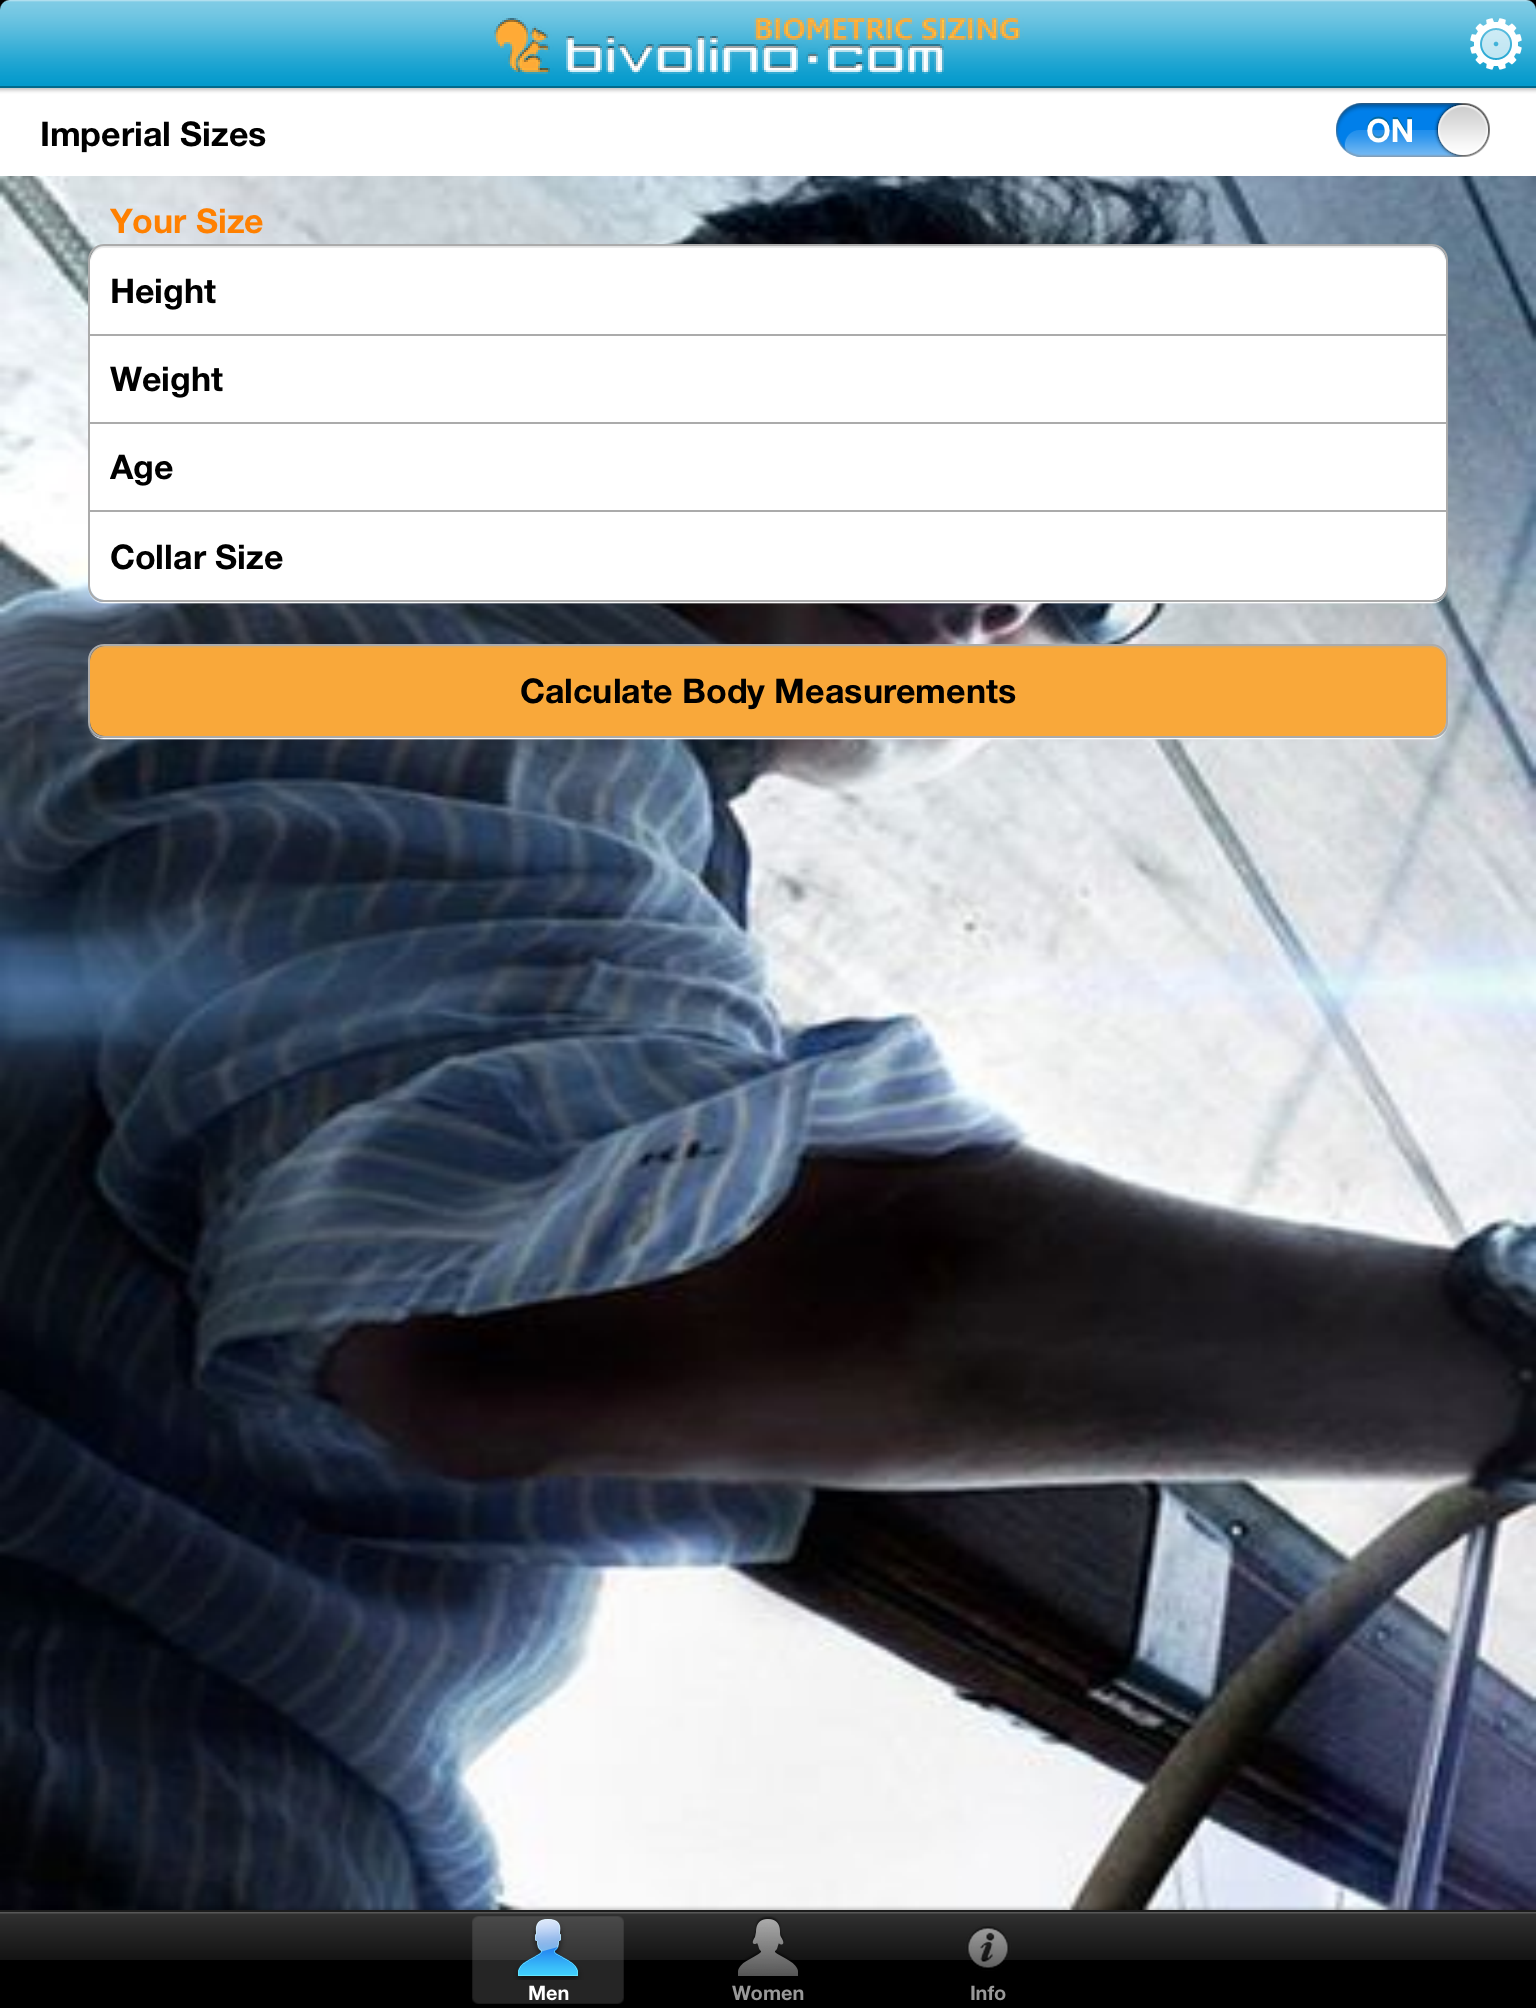 BIOMETRIC SIZING
bivolino.com
Imperial Sizes
ON
Your Size
Height
Weight
Age
Collar Size
Calculate Body Measurements
Men
Women
Info